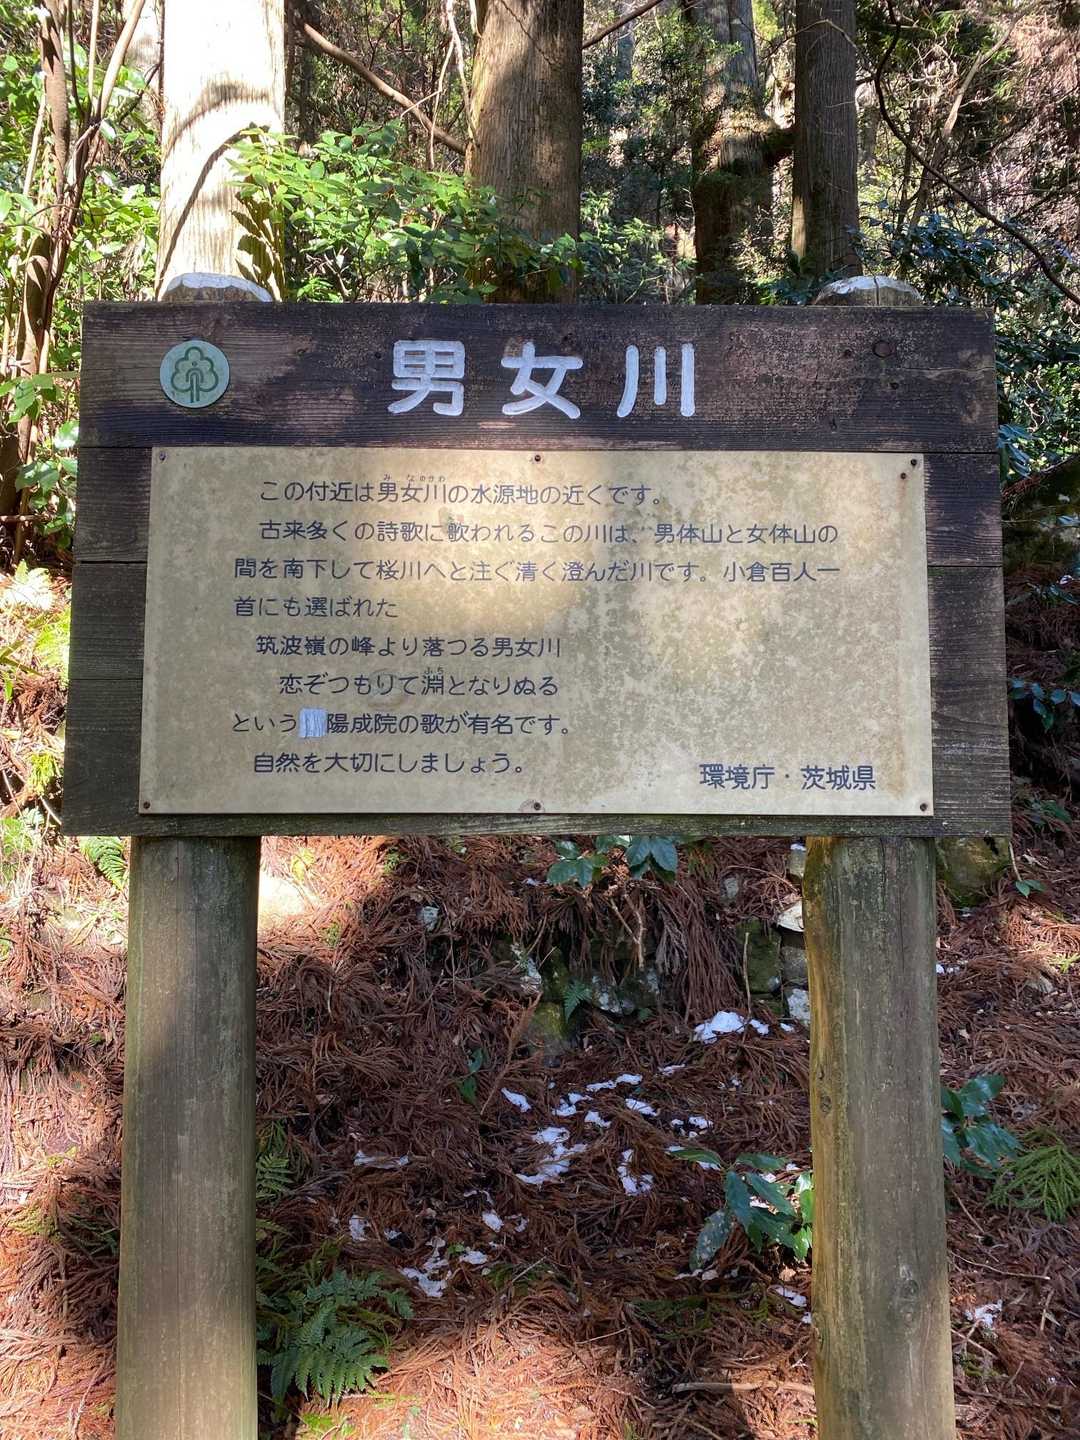 男女川
この付近は男女川の水源地の近くです。
古来多くの詩歌に歌われるこの川は、男体山と女体山の
間を南下して桜川へと注ぐ清く澄んだ川です。小倉百人一
首にも選ばれた
筑波嶺の峰より落つる男女川
恋ぞつもりて淵となりぬる
という陽成院の歌が有名です。
自然を大切にしましょう。
環境庁・茨城県